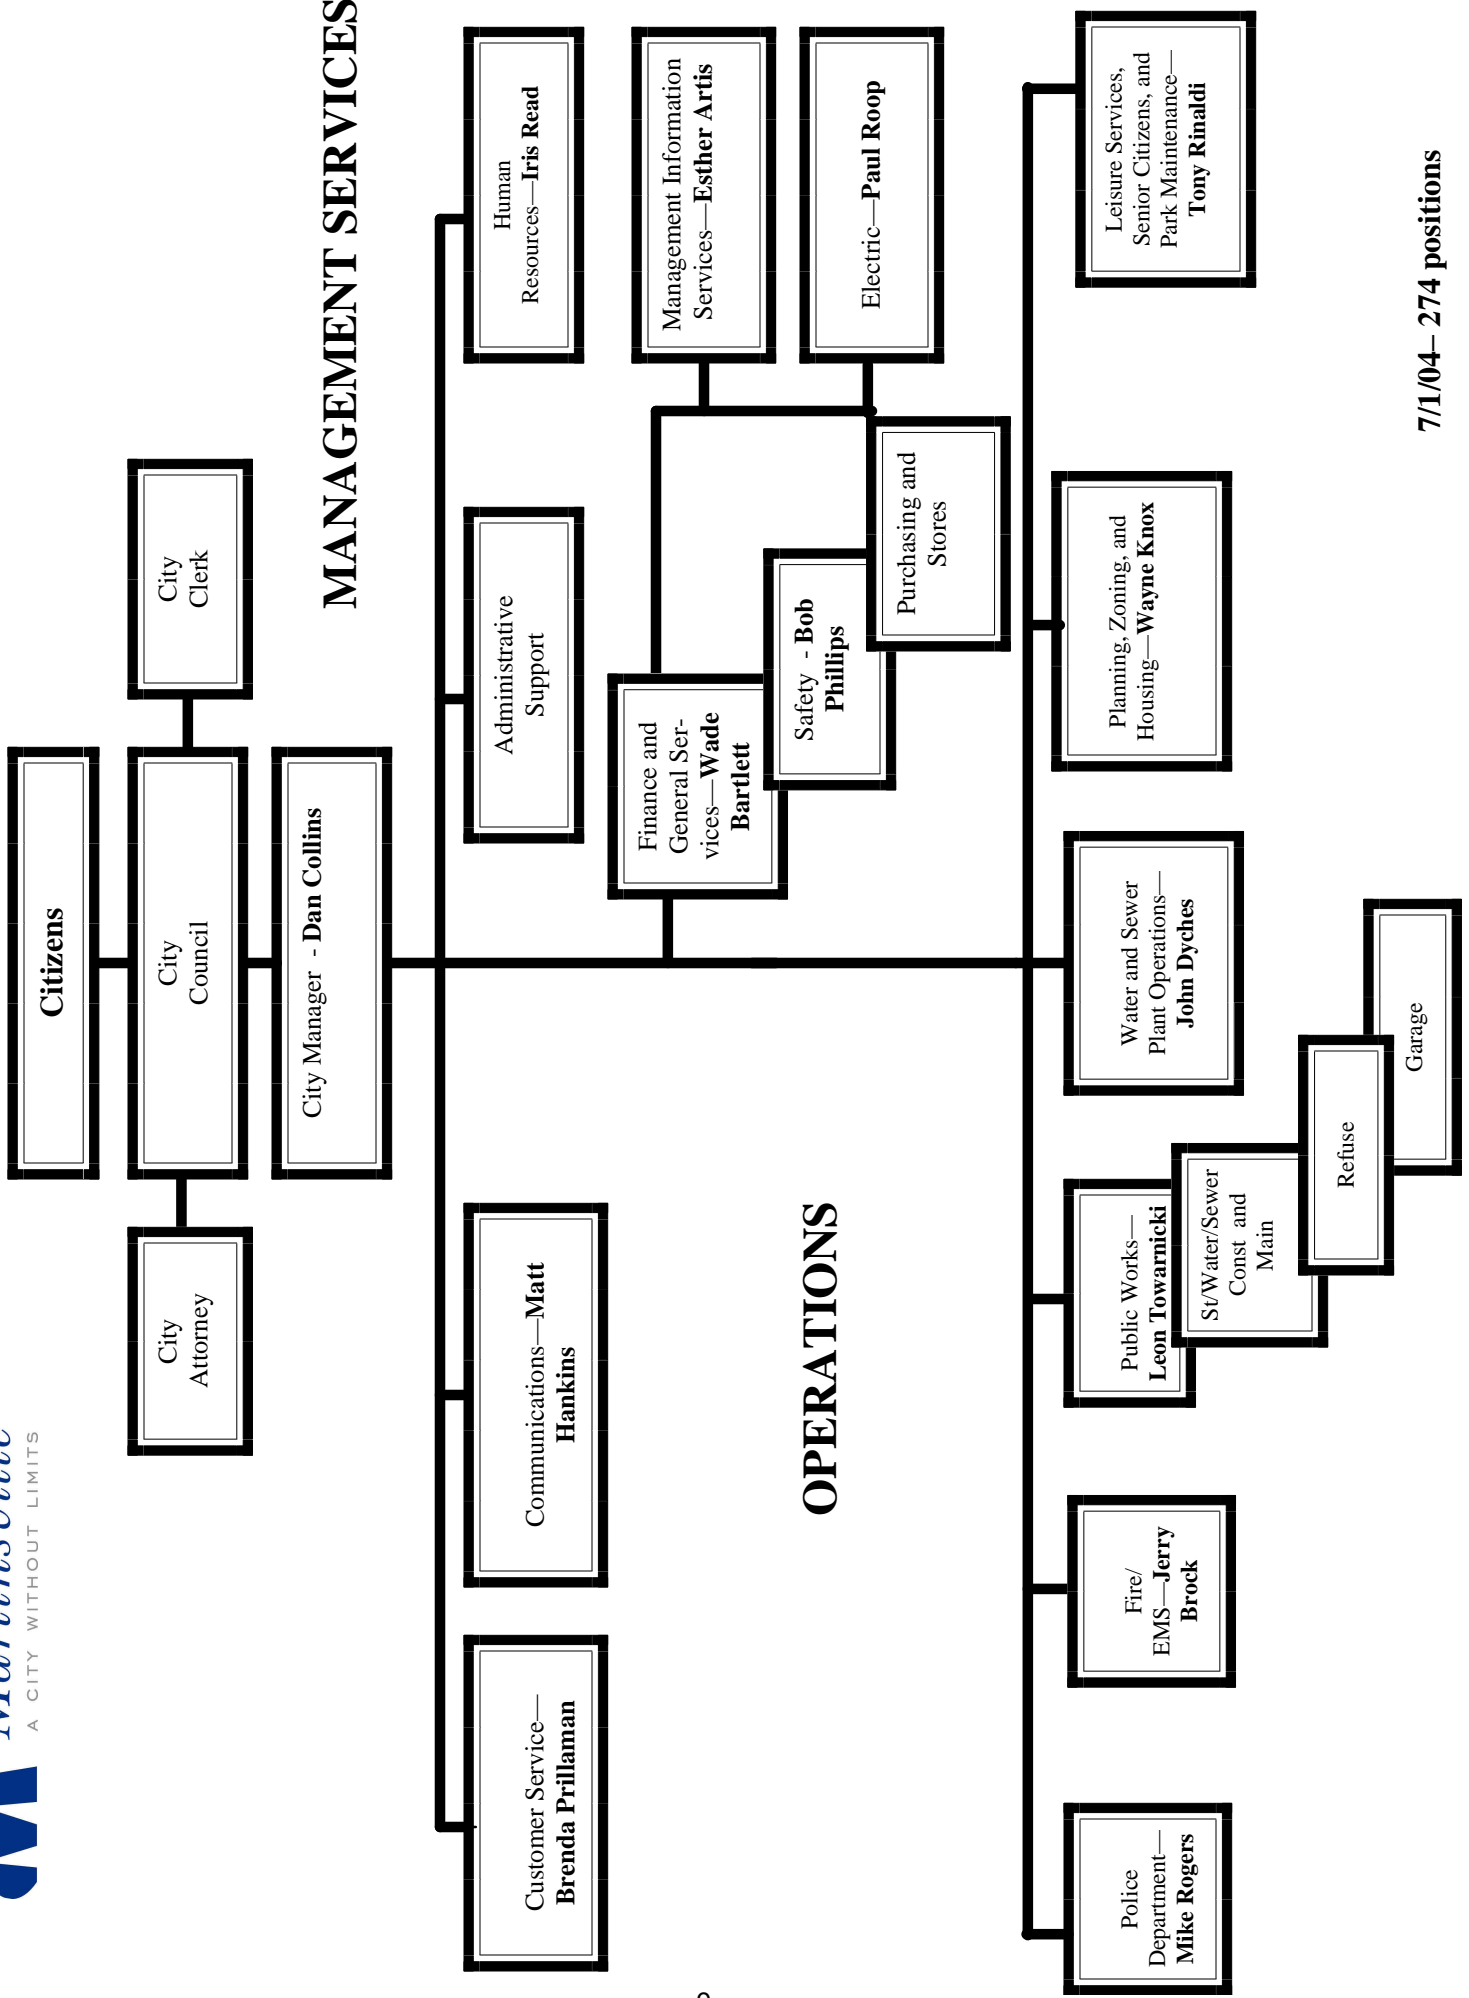 A CITY WITHOUT LIMITS
Citizens
City
Attorney
City
Council
City
Clerk
City Manager - Dan Collins
MANAGEMENT SERVICES
Customer Service—
Brenda Prillaman
Communications—Matt
Hankins
Administrative
Support
Human
Resources—Iris Read
Finance and
General Ser-
vices—Wade
Bartlett
Safety - Bob
Phillips
Purchasing and
Stores
Management Information
Services—Esther Artis
Electric—Paul Roop
OPERATIONS
Police
Department—
Mike Rogers
Fire/
EMS—Jerry
Brock
Public Works—
Leon Towarnicki
St/Water/Sewer
Const and
Main
Refuse
Garage
Water and Sewer
Plant Operations—
John Dyches
Planning, Zoning, and
Housing—Wayne Knox
Leisure Services,
Senior Citizens, and
Park Maintenance—
Tony Rinaldi
7/1/04– 274 positions